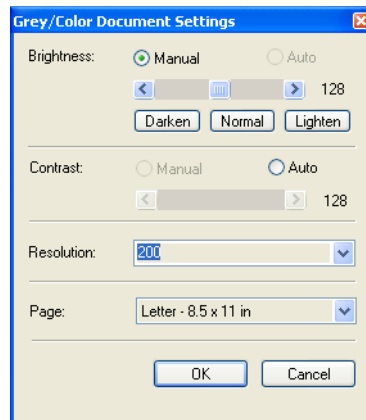 Grey/Color Document Settings
Brightness: Manual Auto
128
Darken Normal Lighten
Contrast: Manual Auto
128
Resolution: 200
Page: Letter - 8.5 x 11 in
OK Cancel